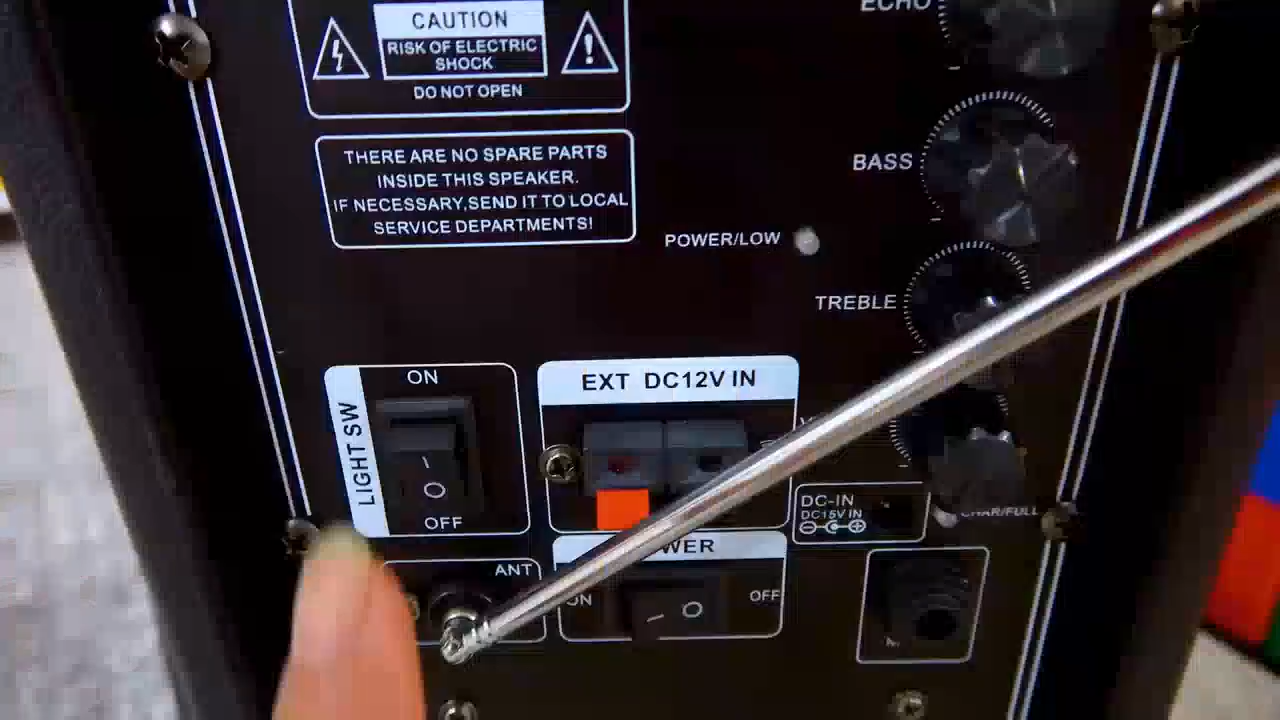 ECHO
CAUTION
RISK OF ELECTRIC
SHOCK
DO NOT OPEN
THERE ARE NO SPARE PARTS
INSIDE THIS SPEAKER.
IF NECESSARY,SEND IT TO LOCAL
SERVICE DEPARTMENTS!
BASS
POWER/LOW
TREBLE
ON
LIGHT SW
OFF
EXT DC12V IN
DC-IN
DC15V IN
CHAR/FULL
ANT
ON
OFF